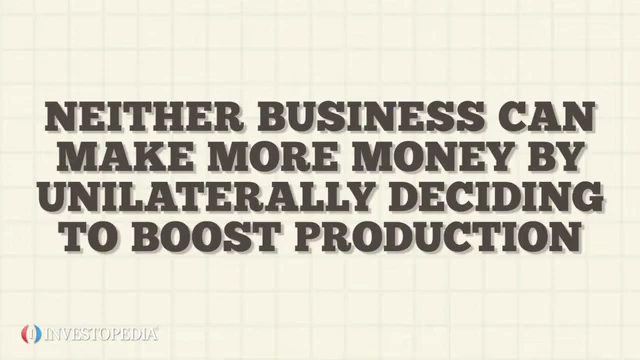 NEITHER BUSINESS CAN
MAKE MORE MONEY BY
UNILATERALLY DECIDING
TO BOOST PRODUCTION
INVESTOPEDIA